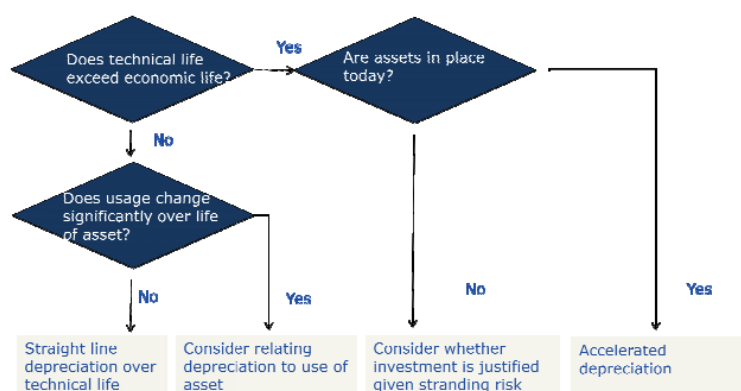 Does technical life
exceed economic life?
Yes
Are assets in place
today?
No
Does usage change
significantly over life
of asset?
No
Yes
No
Yes
Straight line
depreciation over
technical life
Consider relating
depreciation to use of
asset
Consider whether
investment is justified
given stranding risk
Accelerated
depreciation